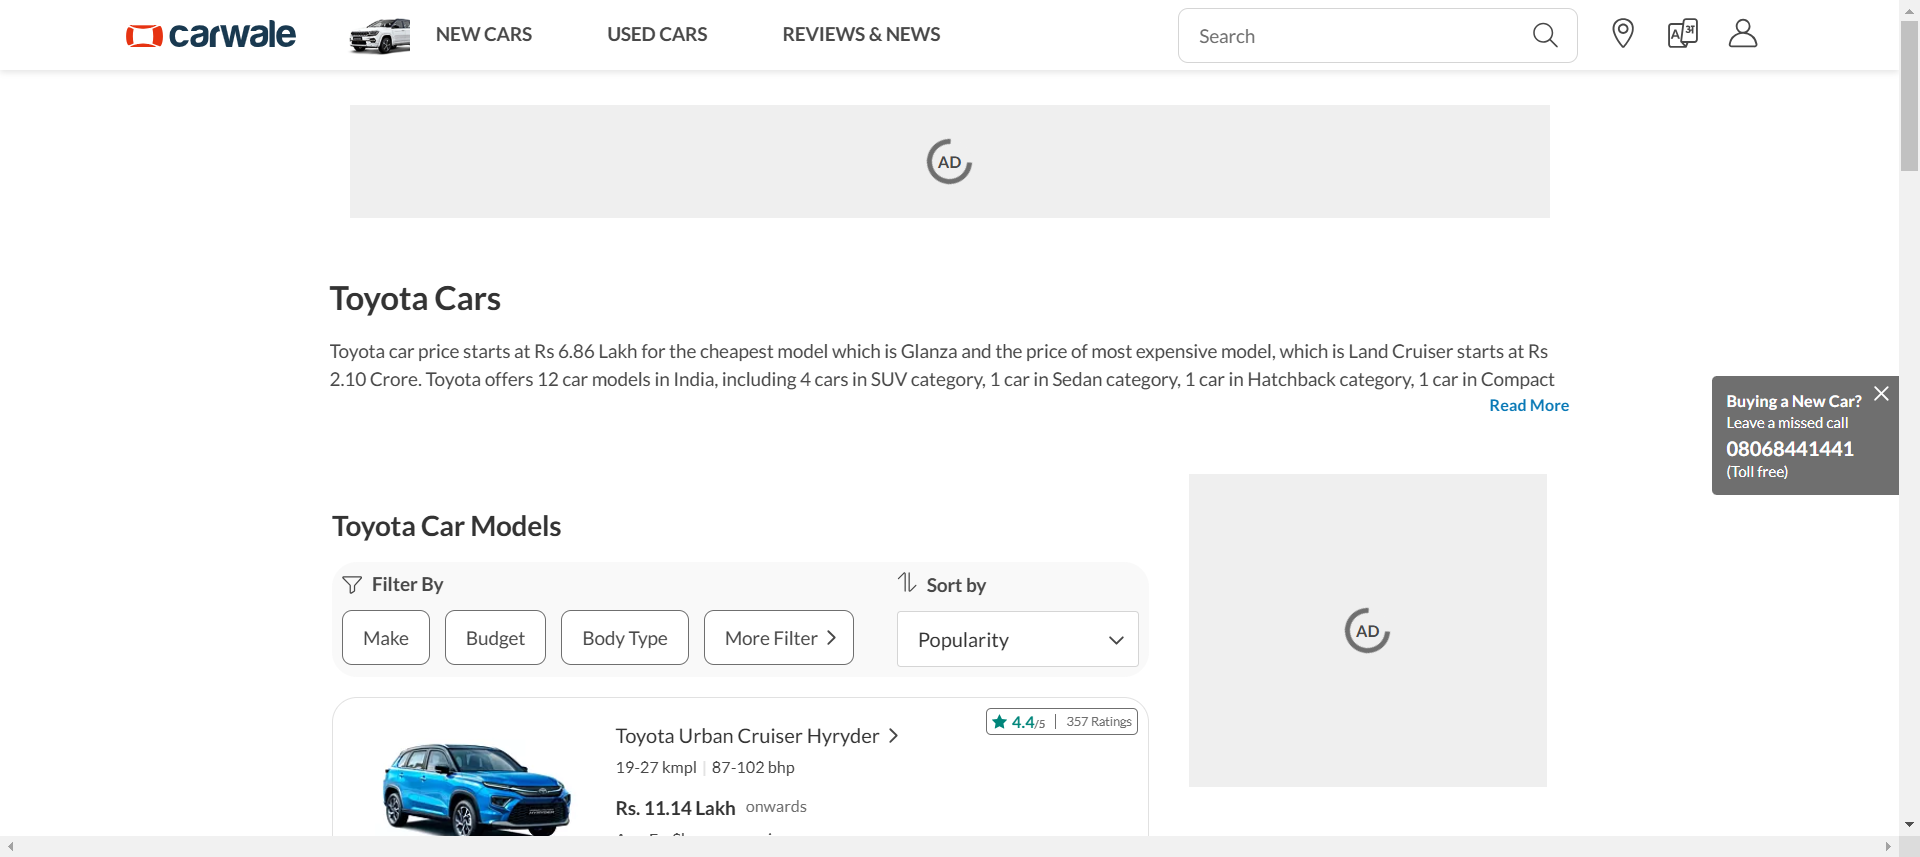 carwale
NEW CARS
USED CARS
REVIEWS & NEWS
Search
A अ
AD
Toyota Cars
Toyota car price starts at Rs 6.86 Lakh for the cheapest model which is Glanza and the price of most expensive model, which is Land Cruiser starts at Rs
2.10 Crore. Toyota offers 12 car models in India, including 4 cars in SUV category, 1 car in Sedan category, 1 car in Hatchback category, 1 car in Compact
Read More
Buying a New Car?
Leave a missed call
08068441441
(Toll free)
Toyota Car Models
Filter By
Sort by
Make
Budget
Body Type
More Filter
Popularity
AD
4.4/5 | 357 Ratings
Toyota Urban Cruiser Hyryder
19-27 kmpl | 87-102 bhp
Rs. 11.14 Lakh onwards